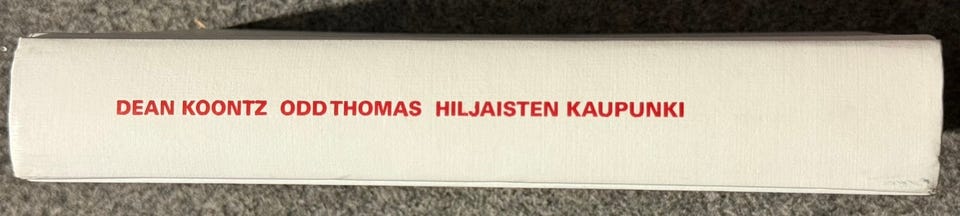 DEAN KOONTZ ODD THOMAS HILJAISTEN KAUPUNKI